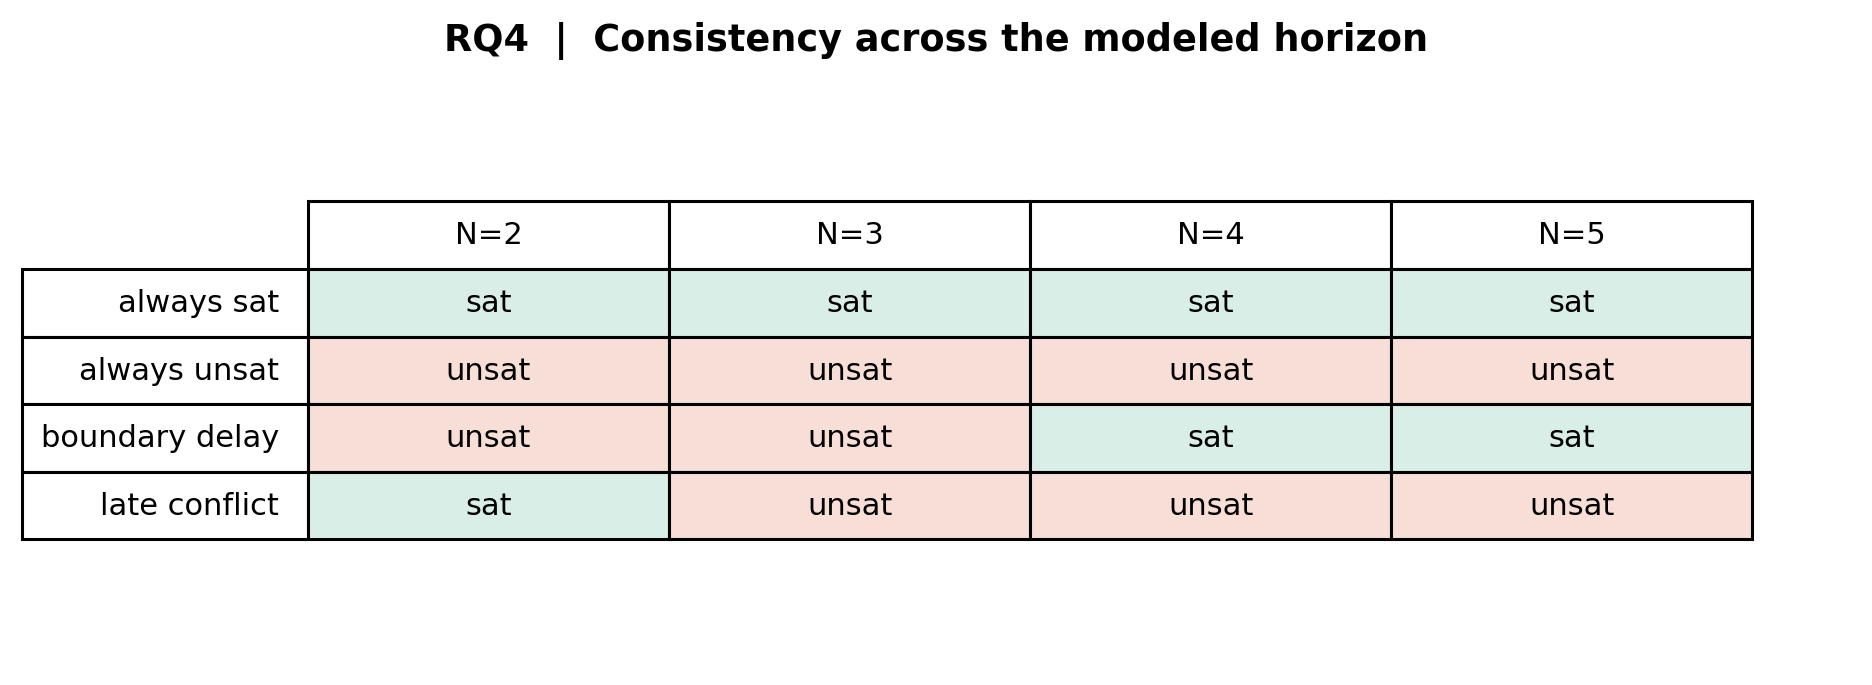 RQ4 | Consistency across the modeled horizon
N=2 N=3 N=4 N=5
always sat sat sat sat sat
always unsat unsat unsat unsat unsat
boundary delay unsat unsat sat sat
late conflict sat unsat unsat unsat